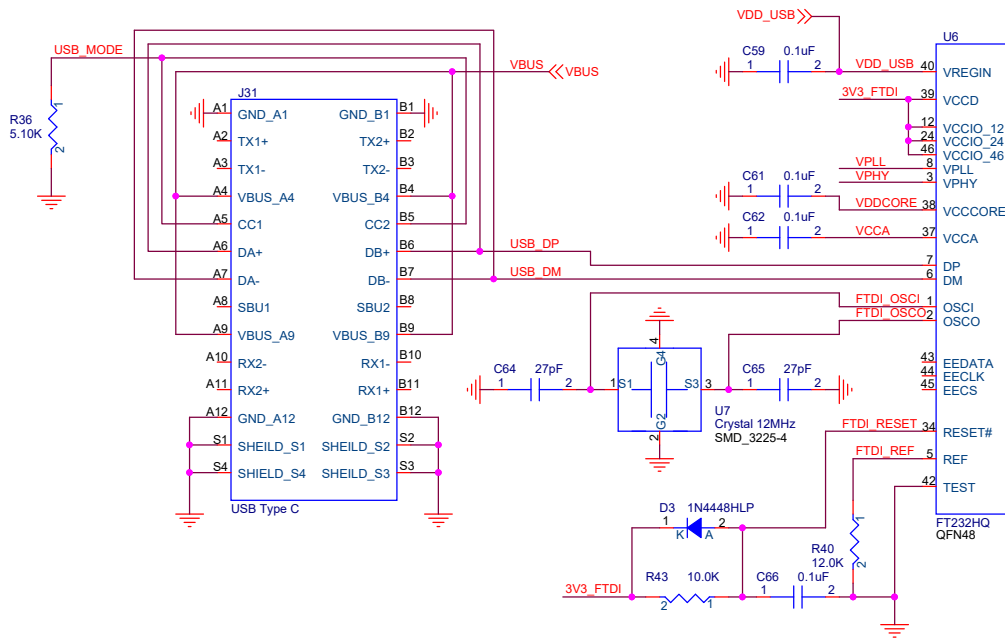 VDD_USB
U6
C59 0.1uF
1 2 VDD_USB 40 VREGIN
USB_MODE
VBUS VBUS
3V3_FTDI 39 VCCD
J31
R36
5.10K
1
2
A1 GND_A1 GND_B1 B1
12 VCCIO_12
24 VCCIO_24
46 VCCIO_46
A2 TX1+ TX2+ B2
A3 TX1- TX2- B3
VPLL 8 VPLL
VPHY 3 VPHY
A4 VBUS_A4 VBUS_B4 B4
C61 0.1uF
1 2 VDDCORE 38 VCCCORE
A5 CC1 CC2 B5
C62 0.1uF
1 2 VCCA 37 VCCA
A6 DA+ DB+ B6 USB_DP 7 DP
A7 DA- DB- B7 USB_DM 6 DM
A8 SBU1 SBU2 B8
FTDI_OSCI 1 OSCI
FTDI_OSCO 2 OSCO
A9 VBUS_A9 VBUS_B9 B9
4
G4
A10 RX2- RX1- B10
43 EEDATA
44 EECLK
45 EECS
C64 27pF
1 2 1 S1 S3 3
C65 27pF
1 2
A11 RX2+ RX1+ B11
G2
2
U7
Crystal 12MHz
SMD_3225-4
A12 GND_A12 GND_B12 B12
FTDI_RESET 34 RESET#
S1 SHEILD_S1 SHEILD_S2 S2
FTDI_REF 5 REF
S4 SHIELD_S4 SHIELD_S3 S3
42 TEST
USB Type C
D3 1N4448HLP
1 2
K A
FT232HQ
QFN48
R40
12.0K
1
2
3V3_FTDI
R43 10.0K
2 1
C66 0.1uF
1 2